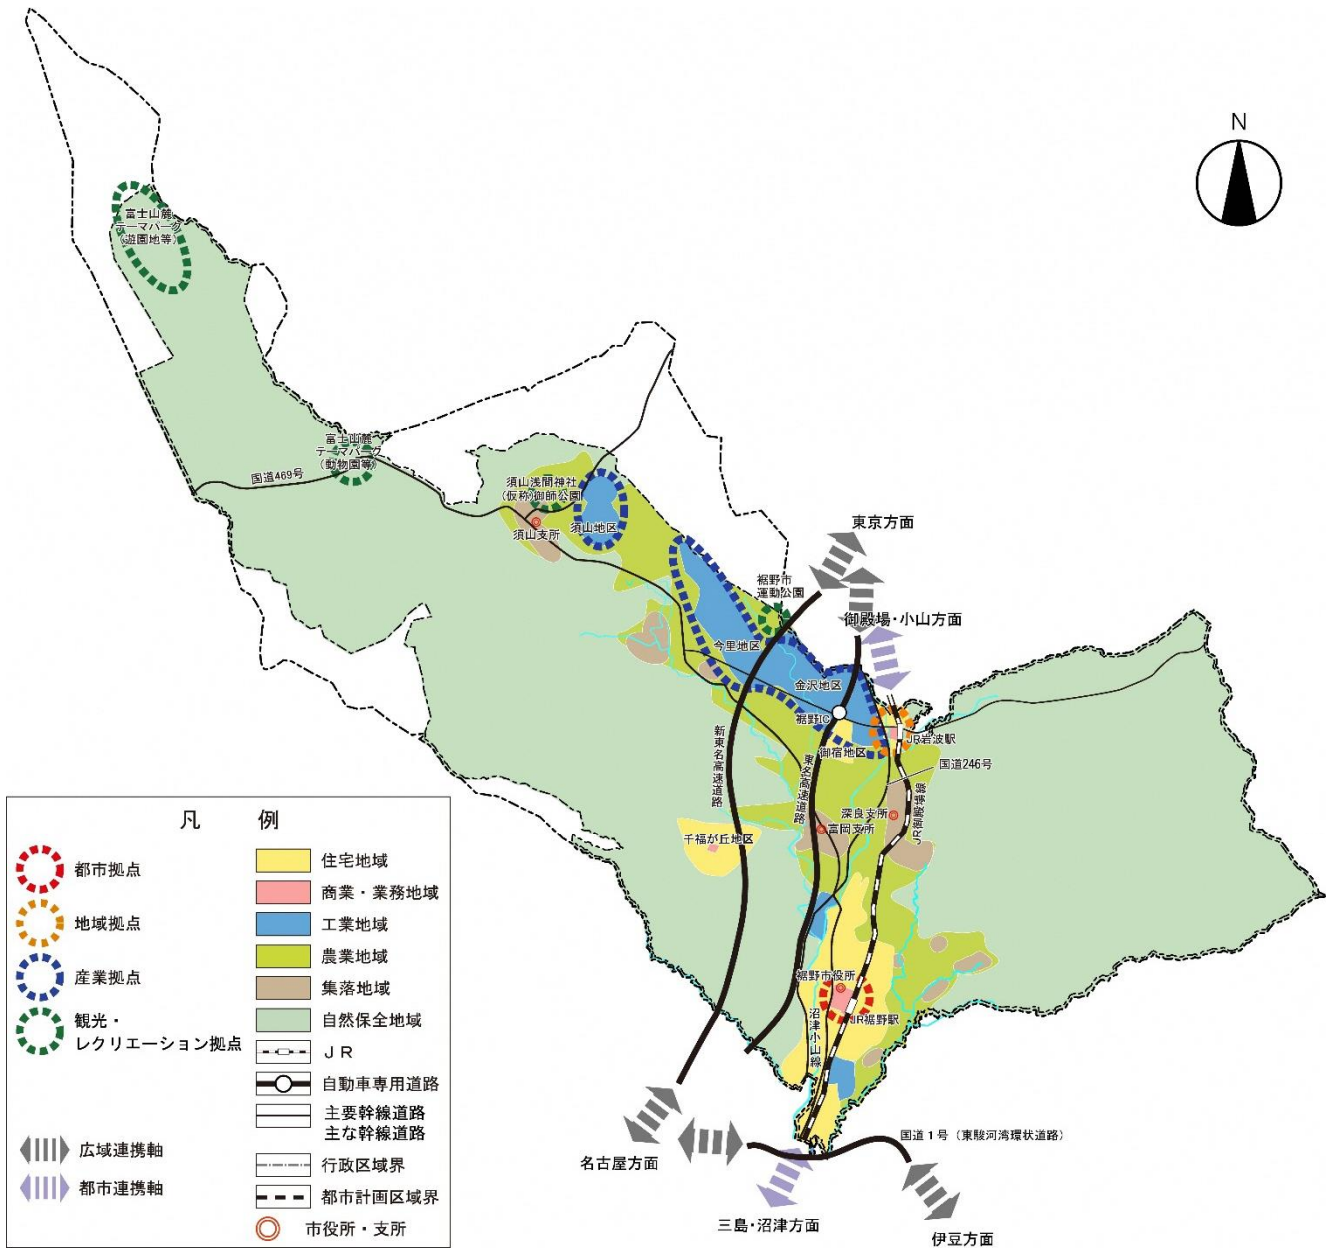 N
富士山麓
テーマパーク
(遊園地等)
富士山麓
テーマパーク
(動物園等)
国道469号
須山浅間神社
(仮称)御師公園
須山支所
須山地区
東京方面
裾野市
運動公園
御殿場・小山方面
今里地区
金沢地区
裾野IC
JR岩波駅
御宿地区
国道246号
新東名高速道路
東名高速道路
JR御殿場線
深良支所
富岡支所
千福が丘地区
裾野市役所
JR裾野駅
沼津小山線
国道1号(東駿河湾環状道路)
名古屋方面
三島・沼津方面
伊豆方面
凡 例
都市拠点
地域拠点
産業拠点
観光・
レクリエーション拠点
広域連携軸
都市連携軸
住宅地域
商業・業務地域
工業地域
農業地域
集落地域
自然保全地域
JR
自動車専用道路
主要幹線道路
主な幹線道路
行政区域界
都市計画区域界
市役所・支所